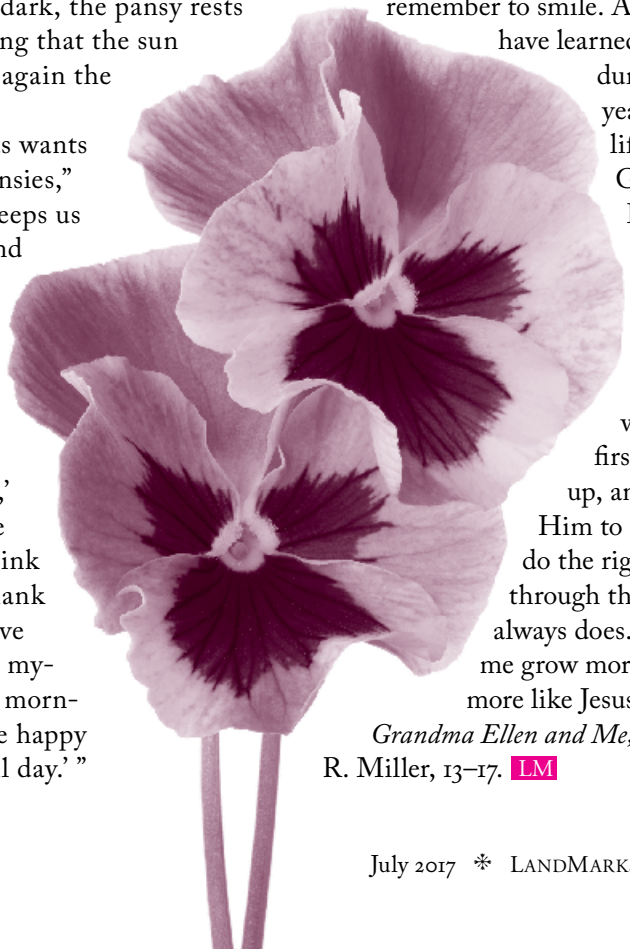 dark, the pansy rests
ng that the sun
again the
s wants
nsies,”
eeps us
nd
,’
e
ink
ank
ve
my-
morn-
e happy
l day.’ ”
remember to smile. A
have learned
du
yea
lif
first
up, an
Him to
do the rig
through th
always does.
me grow mor
more like Jesus
Grandma Ellen and Me,
R. Miller, 13–17. LM
July 2017 ❈ LANDMARK